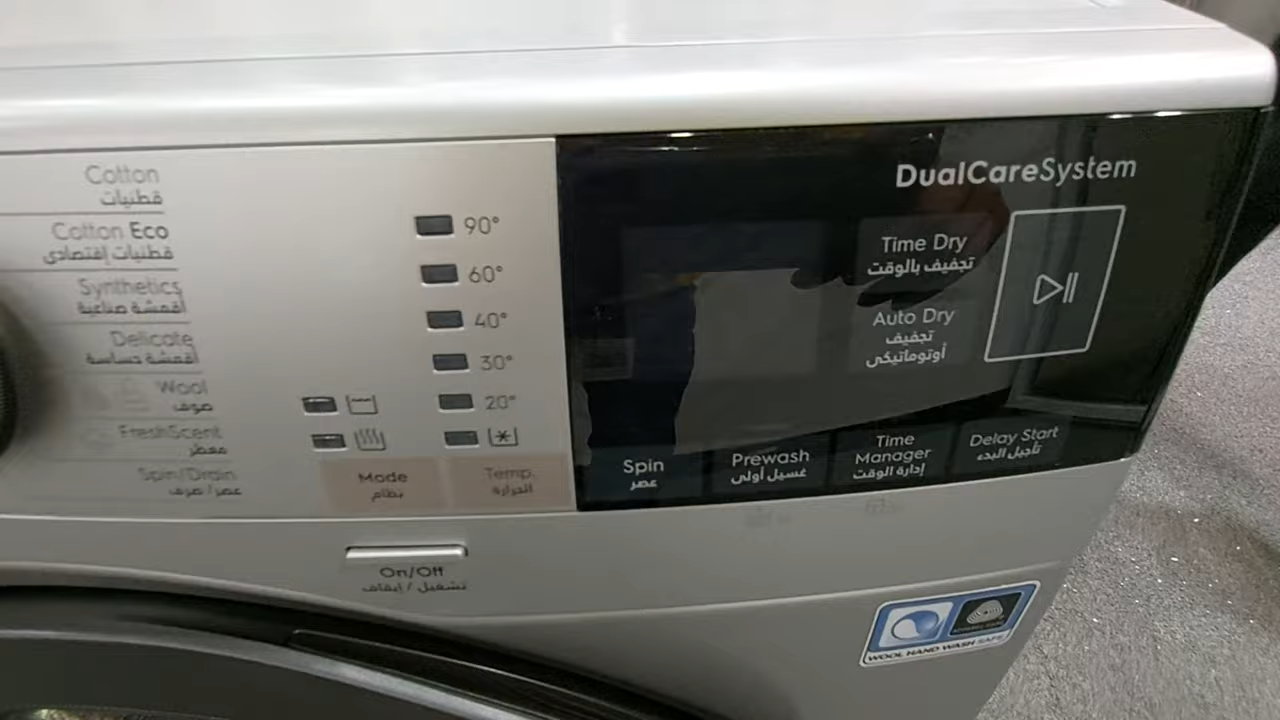 Cotton
قطنيات
Cotton Eco
قطنيات إقتصادي
Synthetics
أقمشة صناعية
Delicate
أقمشة حساسة
Wool
صوف
FreshScent
معطر
Spin/Drain
عصر / صرف
90°
60°
40°
30°
20°
Mode
نظام
Temp.
الحرارة
On/Off
تشغيل / إيقاف
DualCareSystem
Time Dry
تجفيف بالوقت
Auto Dry
تجفيف
أوتوماتيكي
Spin
عصر
Prewash
غسيل أولى
Time
Manager
إدارة الوقت
Delay Start
تأجيل البدء
WOOL HAND WASH SAFE